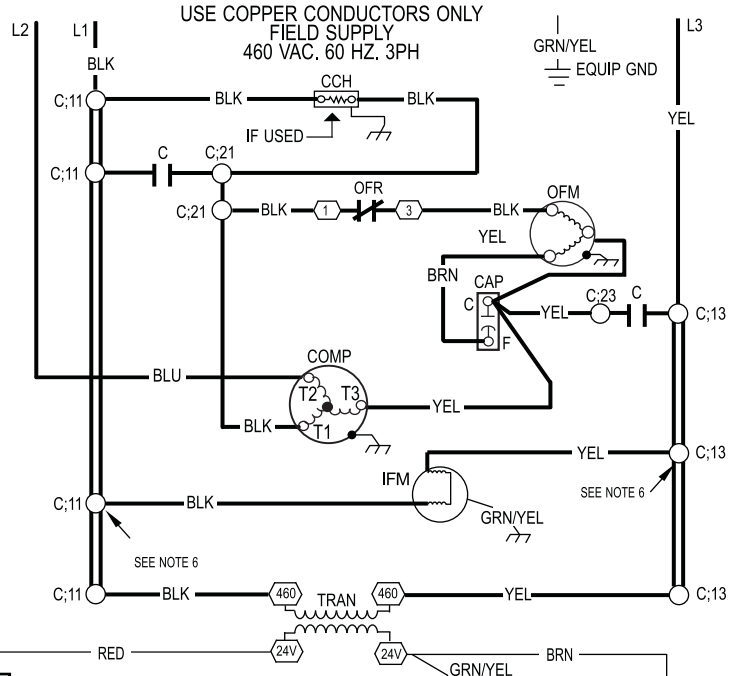 USE COPPER CONDUCTORS ONLY
FIELD SUPPLY
460 VAC, 60 HZ, 3PH
L2
L1
L3
BLK
GRN/YEL
EQUIP GND
YEL
C;11
BLK
CCH
BLK
IF USED
C;11
C
C;21
C;21
BLK
1
OFR
3
BLK
OFM
YEL
BRN
CAP
C
F
YEL
C;23
C
C;13
BLU
COMP
T2
T3
T1
YEL
BLK
IFM
YEL
C;13
SEE NOTE 6
C;11
BLK
GRN/YEL
SEE NOTE 6
C;11
BLK
460
TRAN
460
YEL
C;13
RED
24V
24V
BRN
GRN/YEL